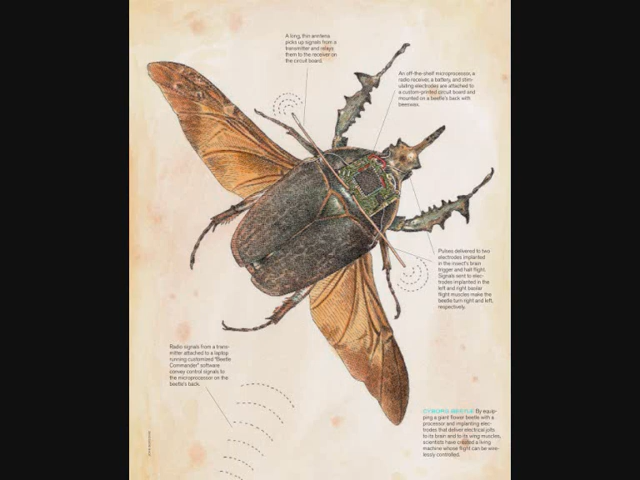 A long, thin antenna
picks up signals from a
transmitter and relays
them to the receiver on
the circuit board.
An off-the-shelf microprocessor, a
radio receiver, a battery, and stim-
ulating electrodes are attached to
a custom-printed circuit board and
mounted on a beetle's back with
beeswax.
Pulses delivered to two
electrodes implanted
in the insect's brain
trigger and halt flight.
Signals sent to elec-
trodes implanted in the
left and right basilar
flight muscles make the
beetle turn right and left,
respectively.
Radio signals from a trans-
mitter attached to a laptop
running customized "Beetle
Commander" software
convey control signals to
the microprocessor on the
beetle's back.
CYBORG BEETLE By equip-
ping a giant flower beetle with a
processor and implanting elec-
trodes that deliver electrical jolts
to its brain and to its wing muscles,
scientists have created a living
machine whose flight can be wire-
lessly controlled.